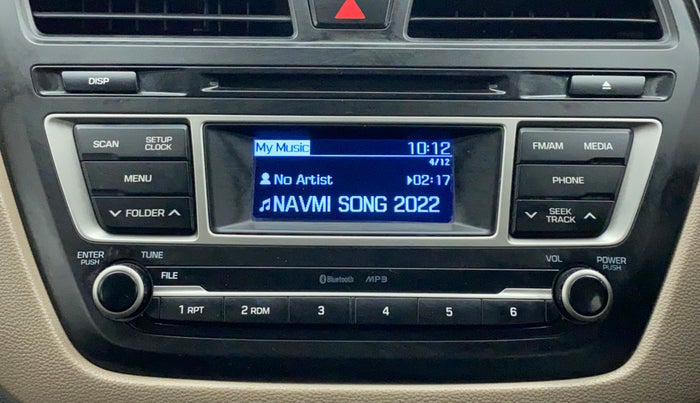 DISP
SCAN
SETUP CLOCK
MENU
FOLDER
My Music 10:12
4/12
No Artist 02:17
NAVMI SONG 2022
FM/AM
MEDIA
PHONE
SEEK TRACK
ENTER PUSH
TUNE
FILE
Bluetooth
MP3
VOL
POWER PUSH
1 RPT
2 RDM
3
4
5
6